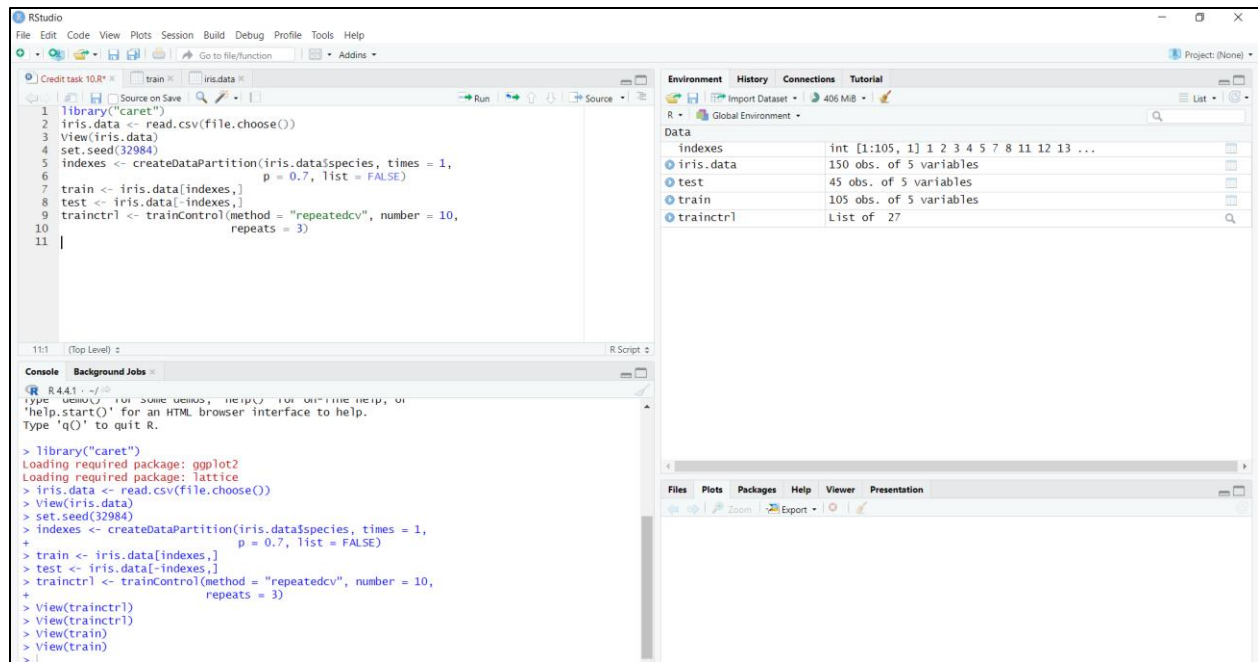 RStudio
File Edit Code View Plots Session Build Debug Profile Tools Help
Go to file/function Addins
Project: (None)
Credit task 10.R* train iris.data
Source on Save Run Source
1 library("caret")
2 iris.data <- read.csv(file.choose())
3 View(iris.data)
4 set.seed(32984)
5 indexes <- createDataPartition(iris.data$species, times = 1,
6 p = 0.7, list = FALSE)
7 train <- iris.data[indexes,]
8 test <- iris.data[-indexes,]
9 trainctrl <- trainControl(method = "repeatedcv", number = 10,
10 repeats = 3)
11
11:1 (Top Level) R Script
Console Background Jobs
R 4.4.1 · ~/
Type 'demo()' for some demos, 'help()' for on-line help, or
'help.start()' for an HTML browser interface to help.
Type 'q()' to quit R.
> library("caret")
Loading required package: ggplot2
Loading required package: lattice
> iris.data <- read.csv(file.choose())
> View(iris.data)
> set.seed(32984)
> indexes <- createDataPartition(iris.data$species, times = 1,
+ p = 0.7, list = FALSE)
> train <- iris.data[indexes,]
> test <- iris.data[-indexes,]
> trainctrl <- trainControl(method = "repeatedcv", number = 10,
+ repeats = 3)
> View(trainctrl)
> View(trainctrl)
> View(train)
> View(train)
>
Environment History Connections Tutorial
Import Dataset 406 MiB List
R Global Environment
Data
indexes int [1:105, 1] 1 2 3 4 5 7 8 11 12 13 ...
iris.data 150 obs. of 5 variables
test 45 obs. of 5 variables
train 105 obs. of 5 variables
trainctrl List of 27
Files Plots Packages Help Viewer Presentation
Zoom Export